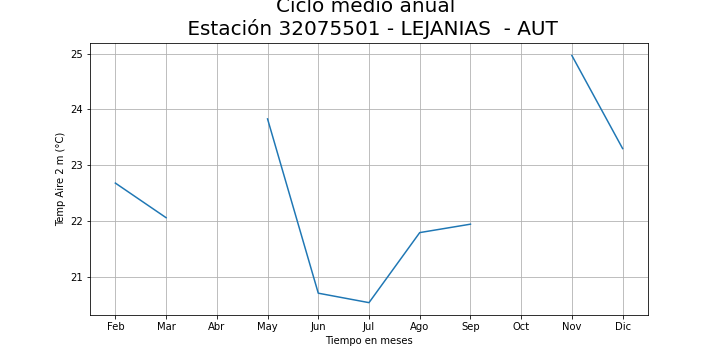 Ciclo medio anual
Estación 32075501 - LEJANIAS - AUT
25
24
23
22
21
Temp Aire 2 m (°C)
Feb Mar Abr May Jun Jul Ago Sep Oct Nov Dic
Tiempo en meses